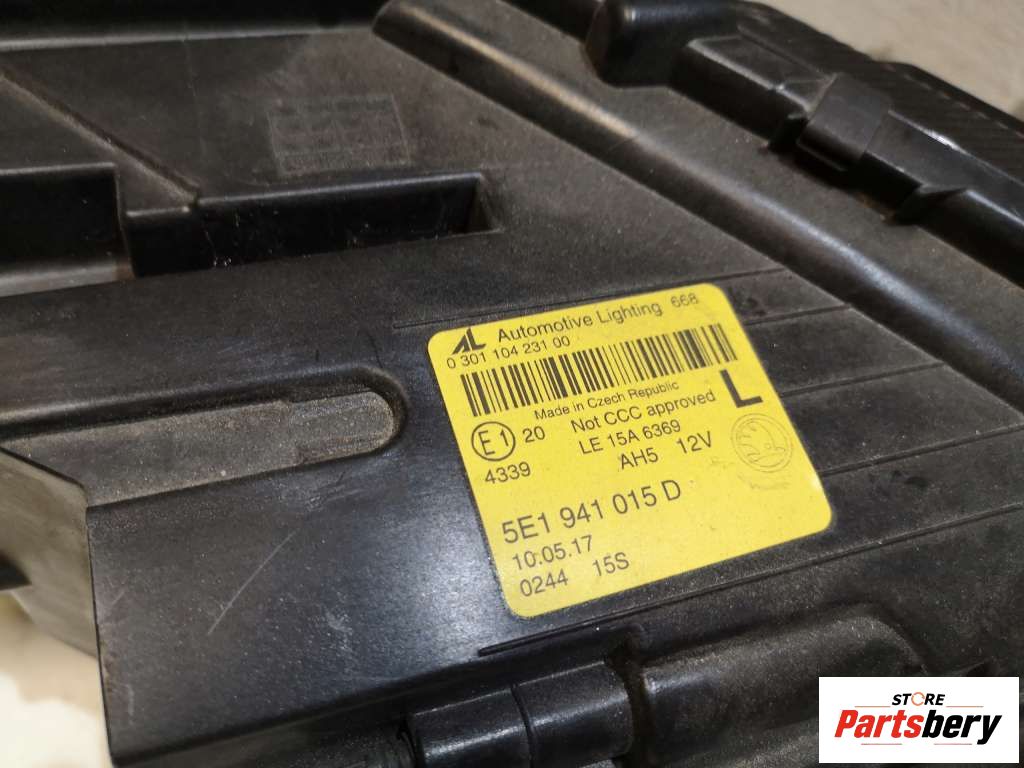 Automotive Lighting 668
0 301 104 231 00
Made in Czech Republic
E1 20 Not CCC approved L
LE 15A 6369
4339 AH5 12V
5E1 941 015 D
10.05.17
0244 15S
STORE
Partsbery